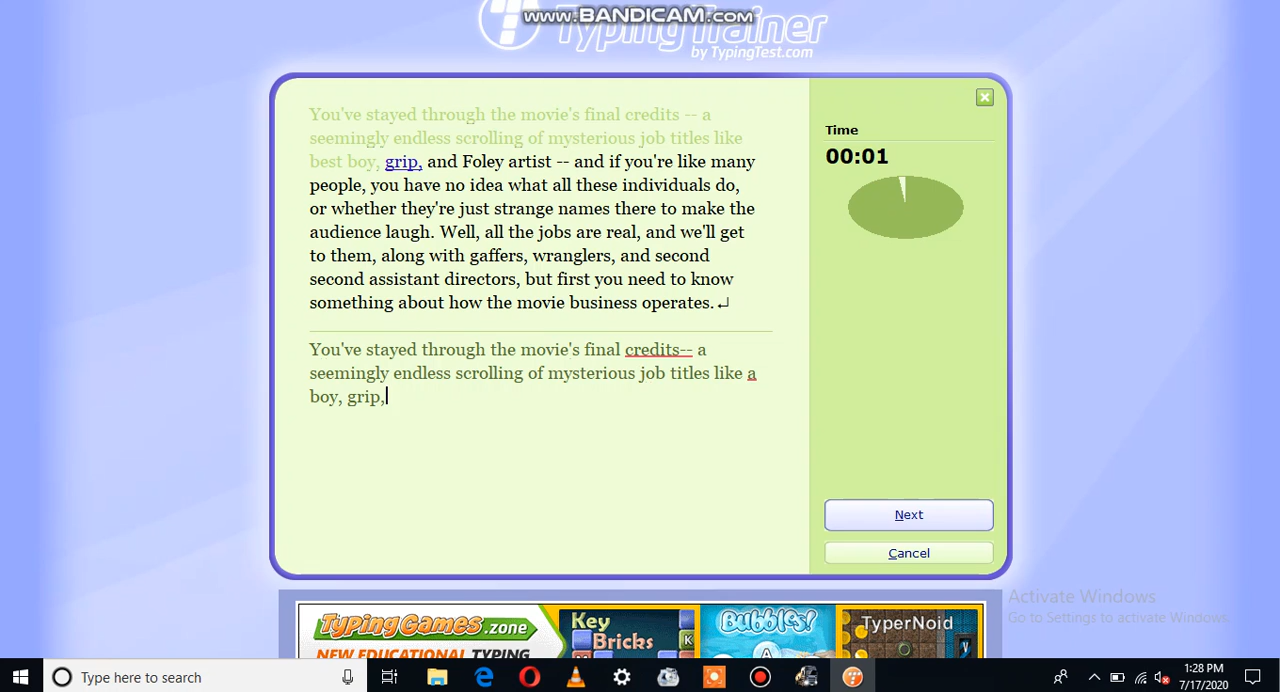 www.BANDICAM.com
TypingTrainer
by TypingTest.com
You've stayed through the movie's final credits -- a
seemingly endless scrolling of mysterious job titles like
best boy, grip, and Foley artist -- and if you're like many
people, you have no idea what all these individuals do,
or whether they're just strange names there to make the
audience laugh. Well, all the jobs are real, and we'll get
to them, along with gaffers, wranglers, and second
second assistant directors, but first you need to know
something about how the movie business operates.↵
You've stayed through the movie's final credits-- a
seemingly endless scrolling of mysterious job titles like a
boy, grip,
Time
00:01
Next
Cancel
Activate Windows
Go to Settings to activate Windows.
TypingGames.zone
NEW EDUCATIONAL TYPING
Key
Bricks
K
Bubbles!
A
TyperNoid
y
Type here to search
1:28 PM
7/17/2020